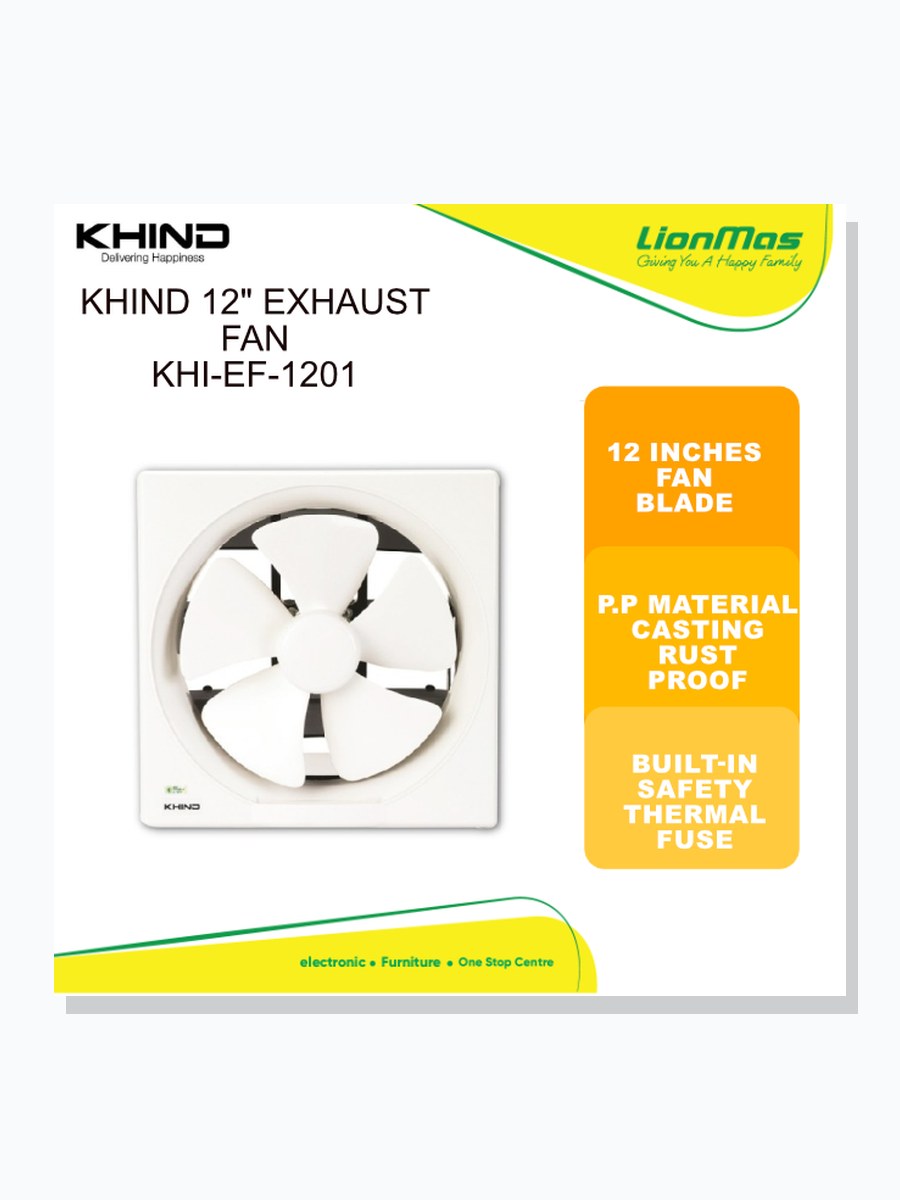 KHIND
Delivering Happiness
LionMas
Giving You A Happy Family
KHIND 12" EXHAUST
FAN
KHI-EF-1201
12 INCHES
FAN
BLADE
P.P MATERIAL
CASTING
RUST
PROOF
BUILT-IN
SAFETY
THERMAL
FUSE
KHIND
electronic • Furniture • One Stop Centre